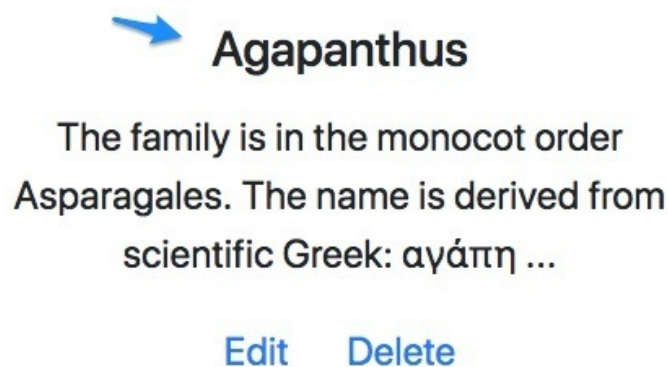 Agapanthus
The family is in the monocot order
Asparagales. The name is derived from
scientific Greek: αγάπη ...
Edit Delete